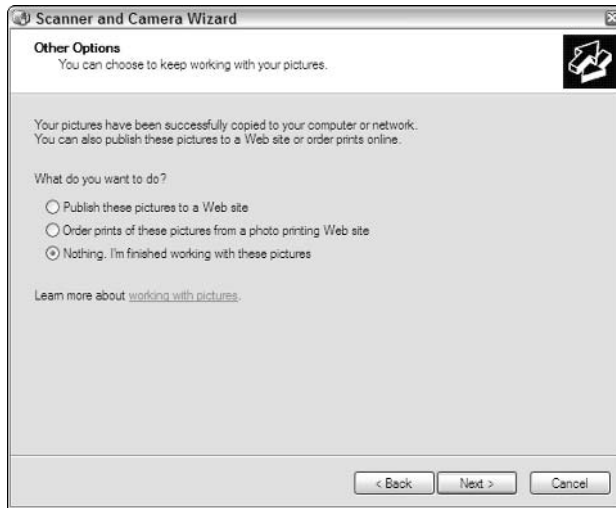 Scanner and Camera Wizard
Other Options
You can choose to keep working with your pictures.
Your pictures have been successfully copied to your computer or network.
You can also publish these pictures to a Web site or order prints online.
What do you want to do?
Publish these pictures to a Web site
Order prints of these pictures from a photo printing Web site
Nothing. I'm finished working with these pictures
Learn more about working with pictures.
< Back Next > Cancel